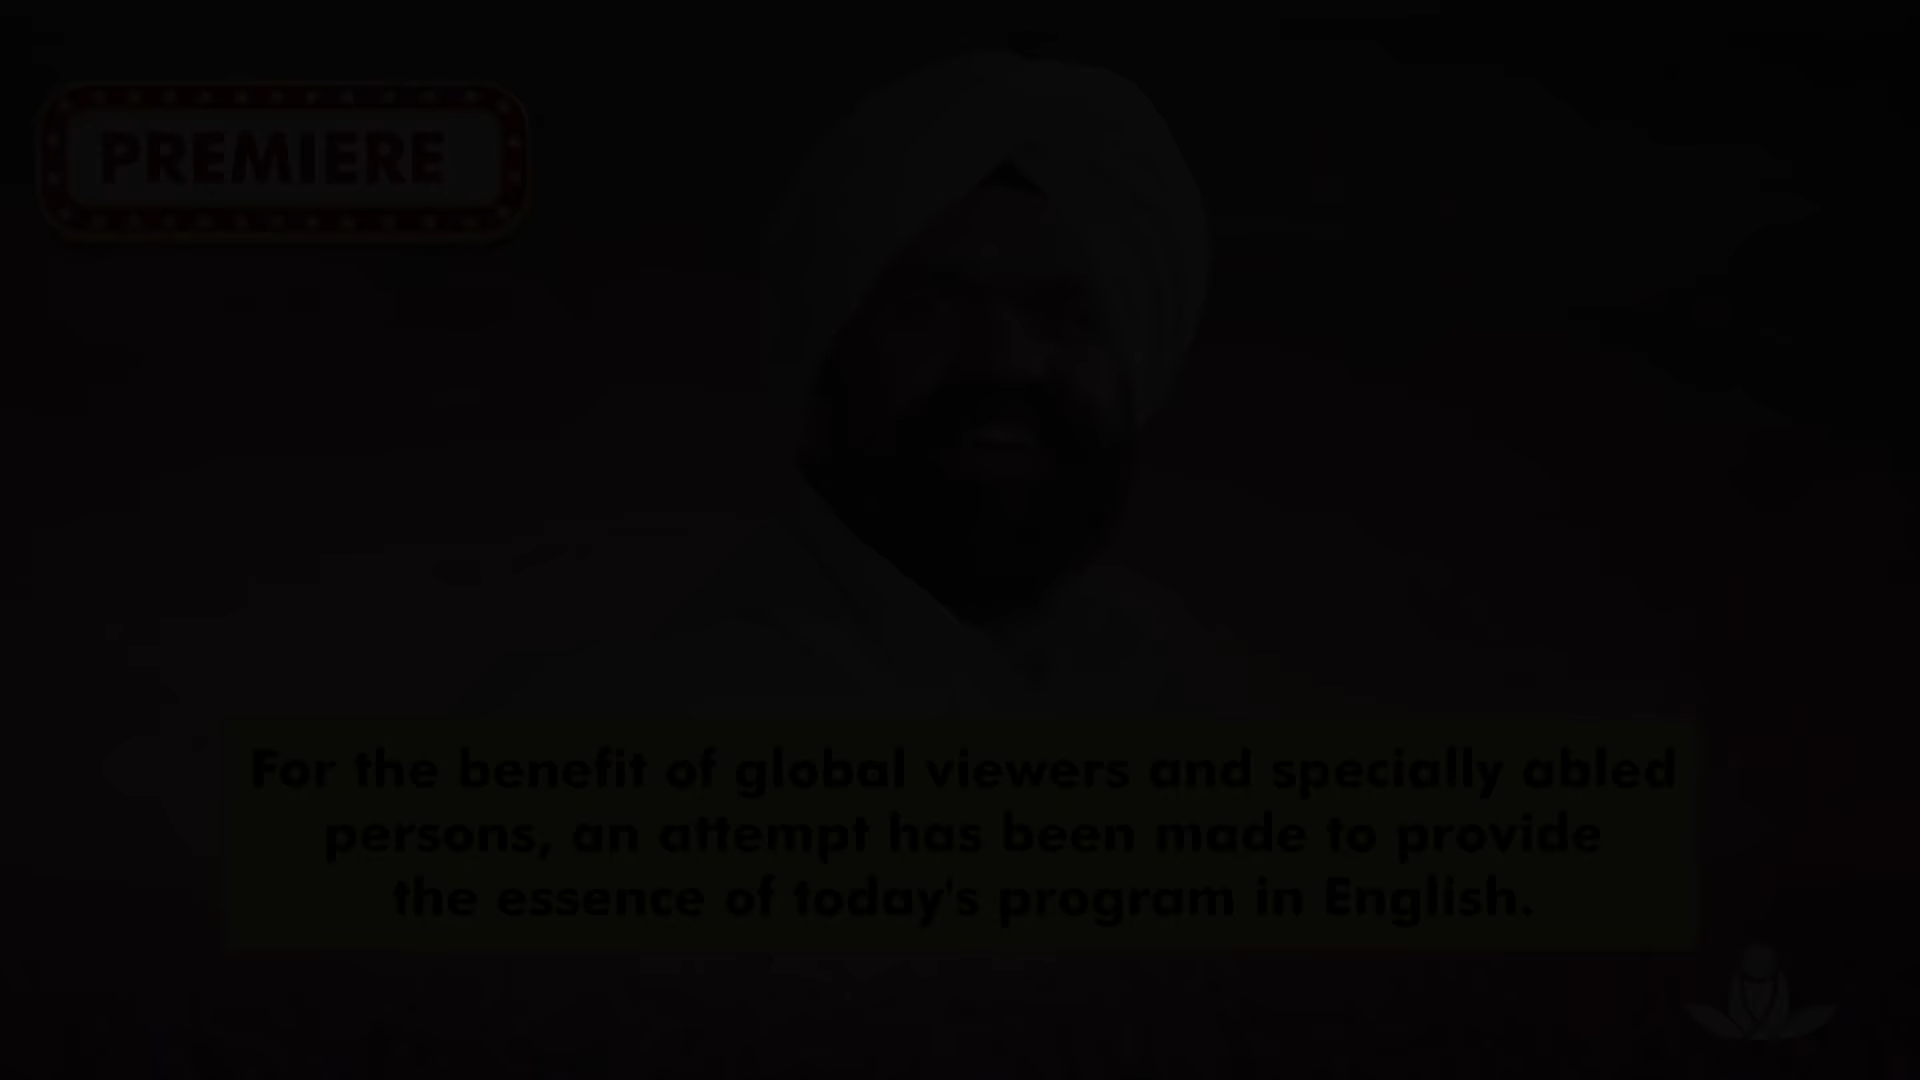 PREMIERE
For the benefit of global viewers and specially abled
persons, an attempt has been made to provide
the essence of today's program in English.